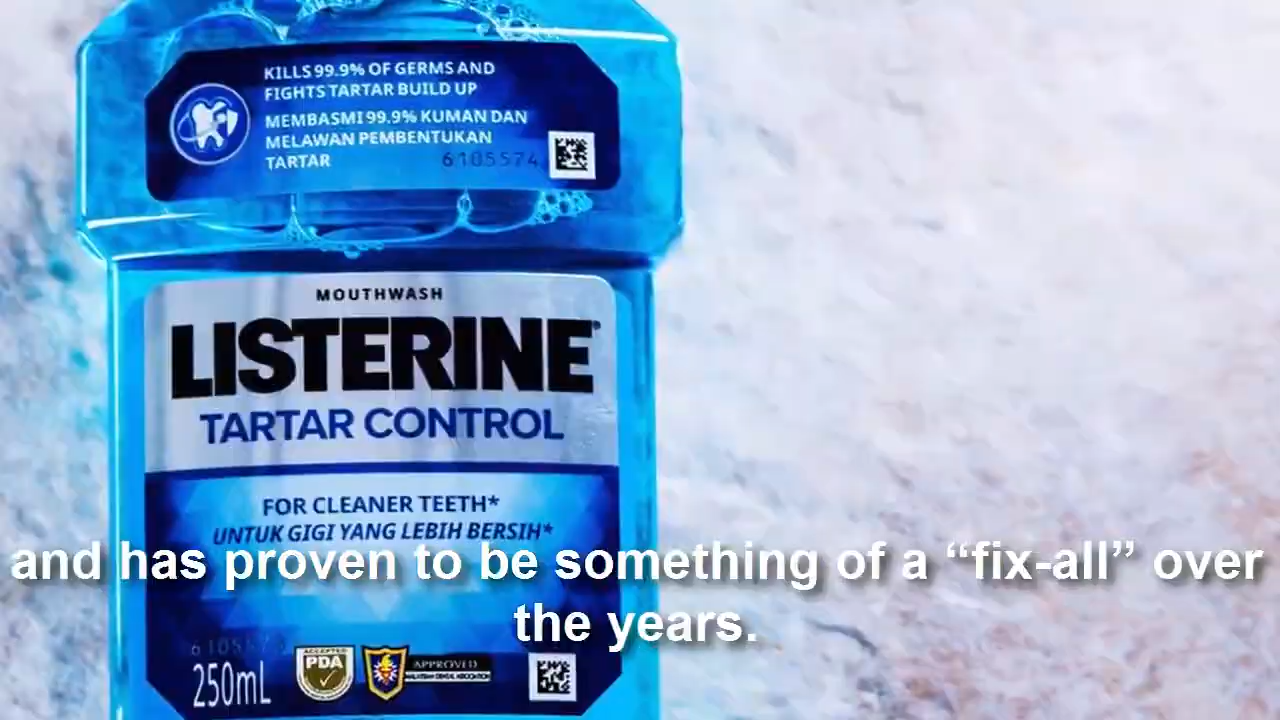 KILLS 99.9% OF GERMS AND
FIGHTS TARTAR BUILD UP
MEMBASMI 99.9% KUMAN DAN
MELAWAN PEMBENTUKAN
TARTAR
6105574
MOUTHWASH
LISTERINE
TARTAR CONTROL
FOR CLEANER TEETH*
UNTUK GIGI YANG LEBIH BERSIH*
and has proven to be something of a “fix-all” over
the years.
ACCEPTED
PDA
APPROVED
250mL